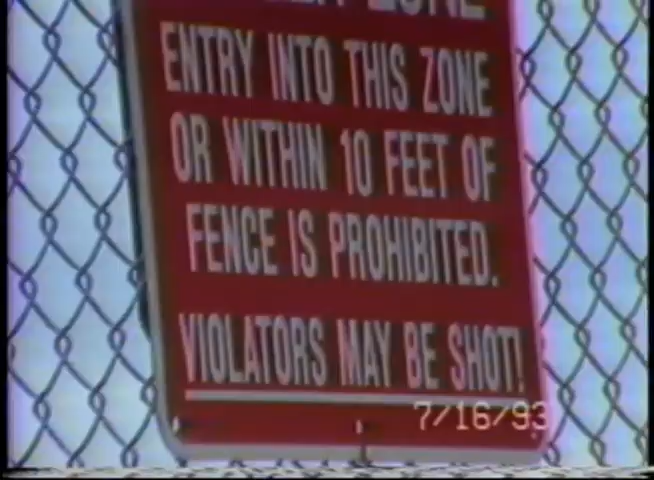 ZONE
ENTRY INTO THIS ZONE
OR WITHIN 10 FEET OF
FENCE IS PROHIBITED.
VIOLATORS MAY BE SHOT!
7/16/93